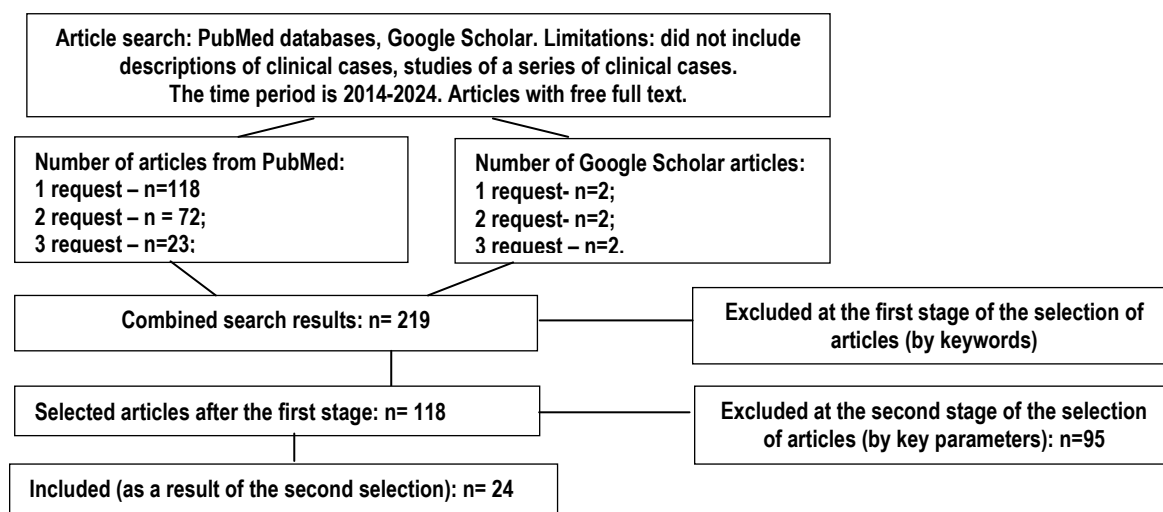 Article search: PubMed databases, Google Scholar. Limitations: did not include
descriptions of clinical cases, studies of a series of clinical cases.
The time period is 2014-2024. Articles with free full text.
Number of articles from PubMed:
1 request – n=118
2 request – n = 72;
3 request – n=23;
Number of Google Scholar articles:
1 request- n=2;
2 request- n=2;
3 request – n=2.
Combined search results: n= 219
Excluded at the first stage of the selection of
articles (by keywords)
Selected articles after the first stage: n= 118
Excluded at the second stage of the selection
of articles (by key parameters): n=95
Included (as a result of the second selection): n= 24